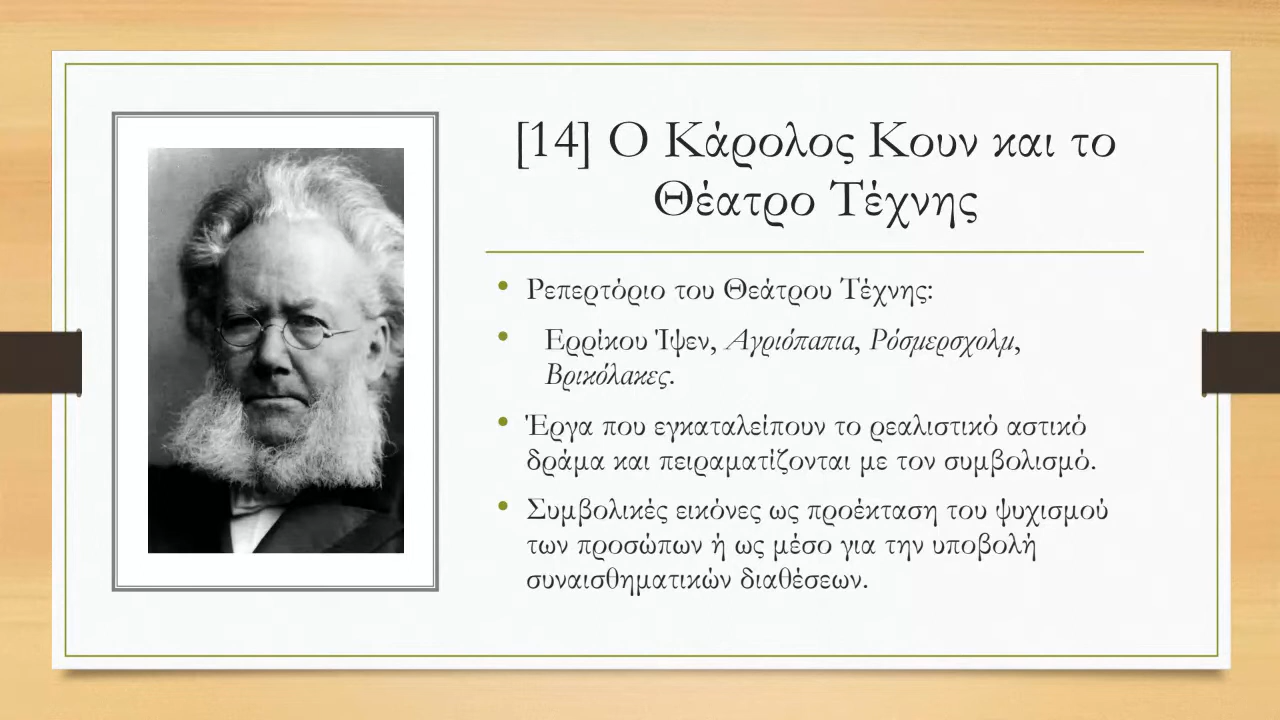 [14] Ο Κάρολος Κουν και το
Θέατρο Τέχνης
• Ρεπερτόριο του Θεάτρου Τέχνης:
• Ερρίκου Ίψεν, Αγριόπαπια, Ρόσμερσχολμ,
Βρικόλακες.
• Έργα που εγκαταλείπουν το ρεαλιστικό αστικό
δράμα και πειραματίζονται με τον συμβολισμό.
• Συμβολικές εικόνες ως προέκταση του ψυχισμού
των προσώπων ή ως μέσο για την υποβολή
συναισθηματικών διαθέσεων.